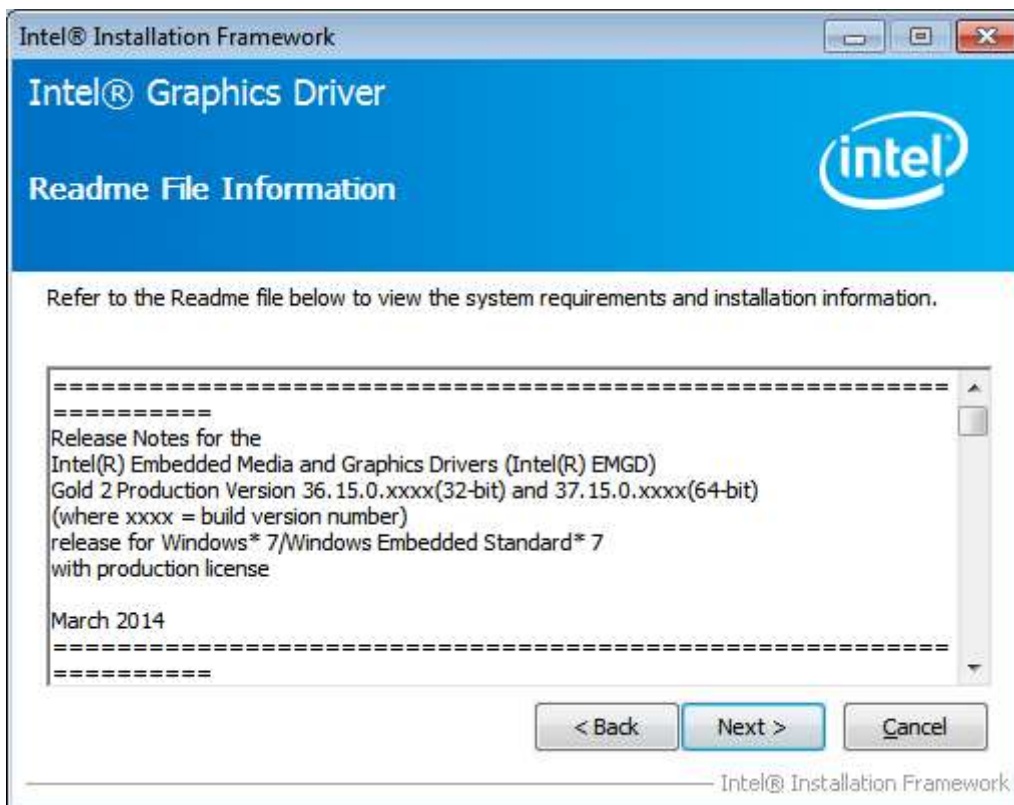 Intel® Installation Framework
Intel® Graphics Driver
intel
Readme File Information
Refer to the Readme file below to view the system requirements and installation information.
========================================================
==========
Release Notes for the
Intel(R) Embedded Media and Graphics Drivers (Intel(R) EMGD)
Gold 2 Production Version 36.15.0.xxxx(32-bit) and 37.15.0.xxxx(64-bit)
(where xxxx = build version number)
release for Windows* 7/Windows Embedded Standard* 7
with production license
March 2014
========================================================
==========
< Back
Next >
Cancel
Intel® Installation Framework